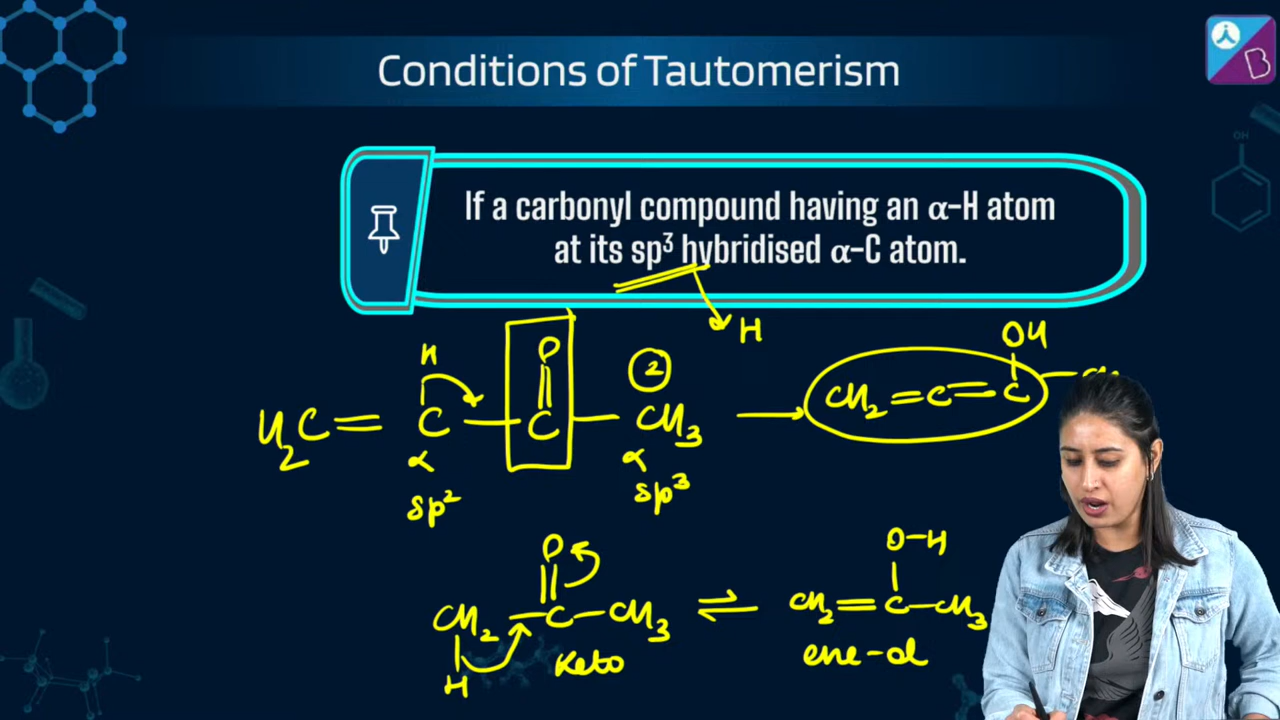 Conditions of Tautomerism
B
OH
If a carbonyl compound having an α-H atom
at its sp³ hybridised α-C atom.
H
H
O
2
OH
H₂C = C - C - CH₃ → CH₂ = C = C -
α α
sp² sp³
O O-H
CH₂ - C - CH₃ ⇌ CH₂ = C - CH₃
H Keto ene-ol